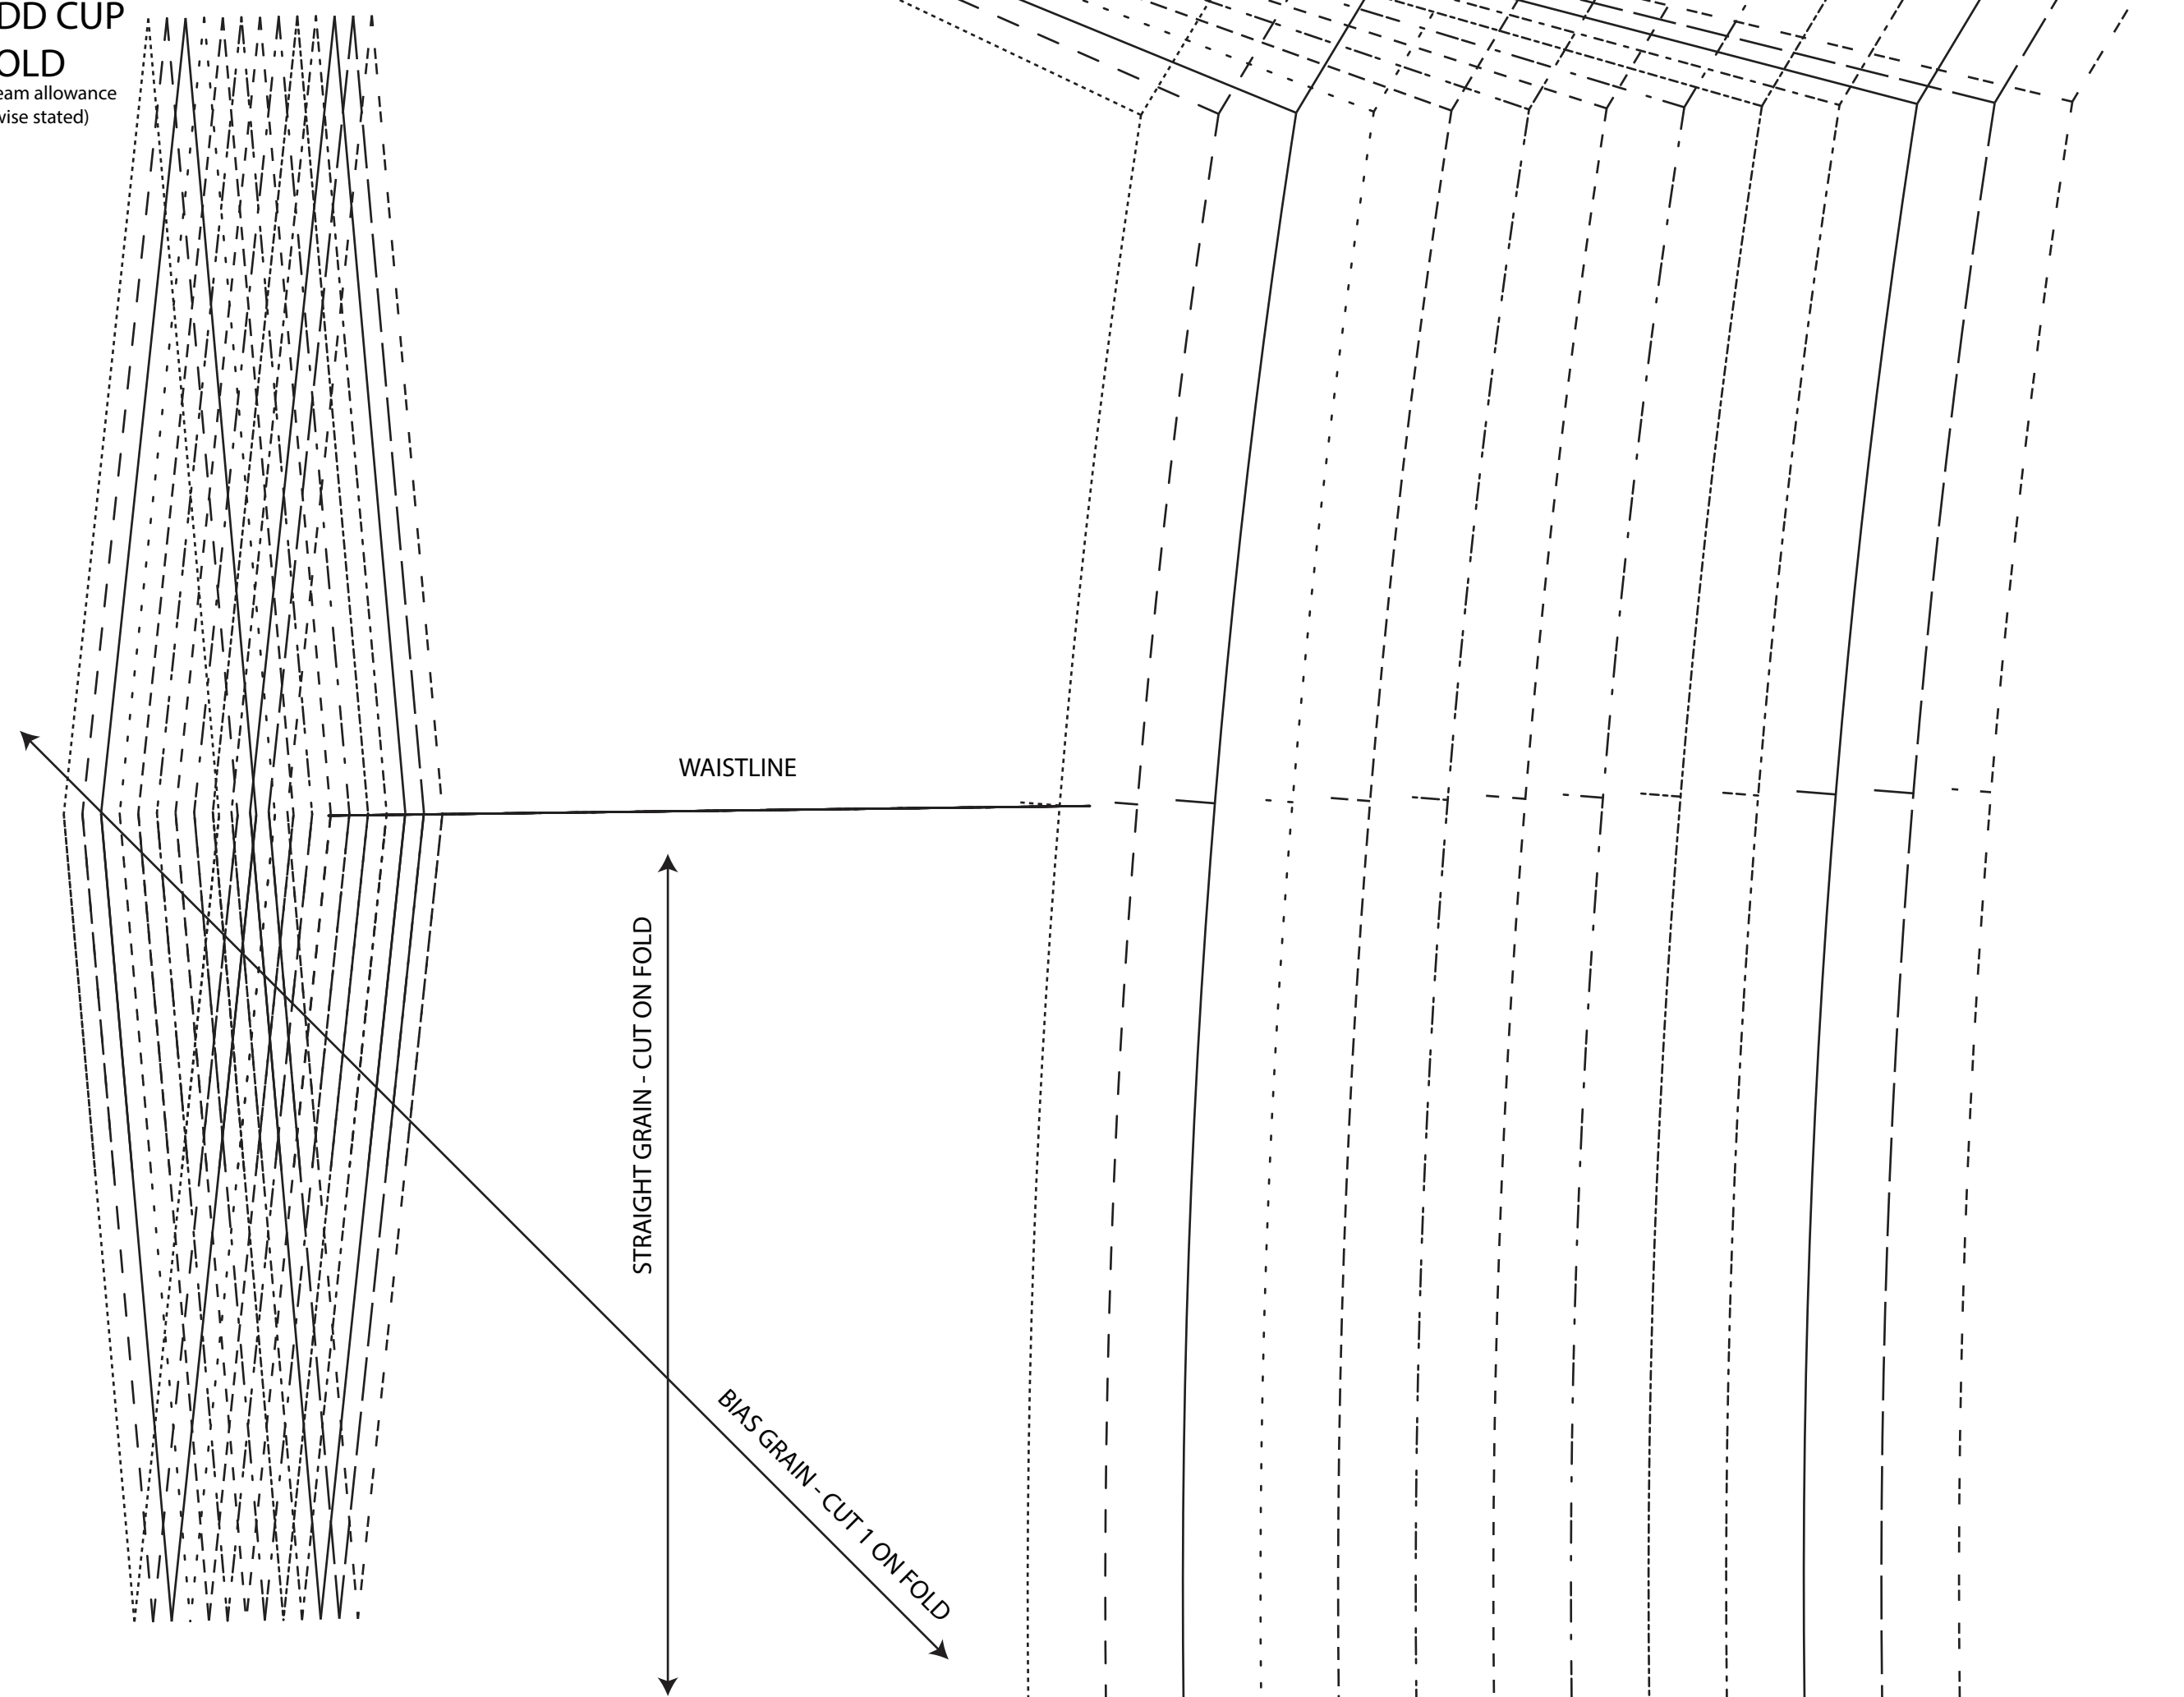 DD CUP
OLD
eam allowance
wise stated)
WAISTLINE
STRAIGHT GRAIN - CUT ON FOLD
BIAS GRAIN - CUT 1 ON FOLD